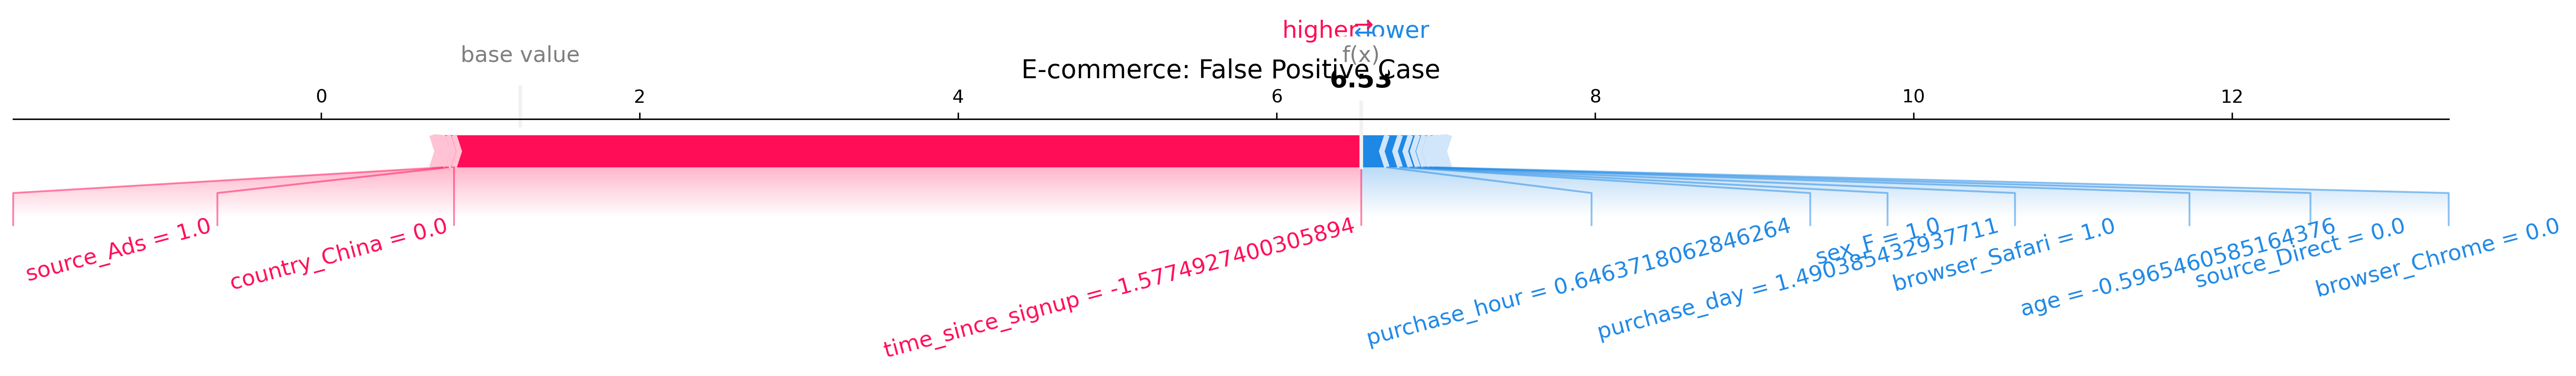 higher⇄lower
base value
f(x)
E-commerce: False Positive Case
6.53
0 2 4 6 8 10 12
source_Ads = 1.0
country_China = 0.0
time_since_signup = -1.5774927400305894
purchase_hour = 0.6463718062846264
purchase_day = 1.490385432937711
sex_F = 1.0
browser_Safari = 1.0
age = -0.5965460585164376
source_Direct = 0.0
browser_Chrome = 0.0